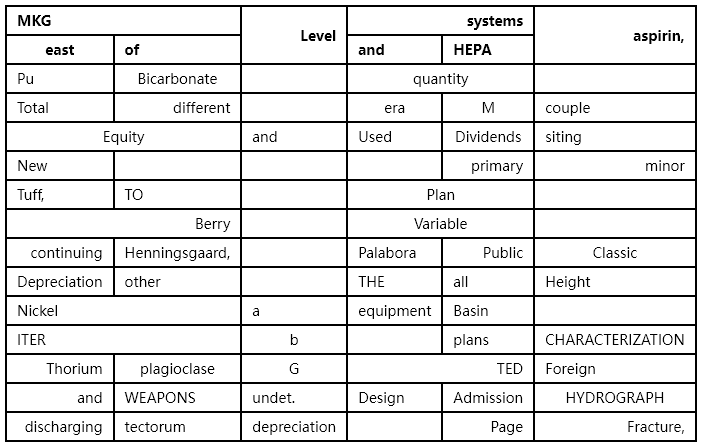 MKG Level systems aspirin,
east of and HEPA
Pu Bicarbonate quantity
Total different era M couple
Equity and Used Dividends siting
New primary minor
Tuff, TO Plan
Berry Variable
continuing Henningsgaard, Palabora Public Classic
Depreciation other THE all Height
Nickel a equipment Basin
ITER b plans CHARACTERIZATION
Thorium plagioclase G TED Foreign
and WEAPONS undet. Design Admission HYDROGRAPH
discharging tectorum depreciation Page Fracture,